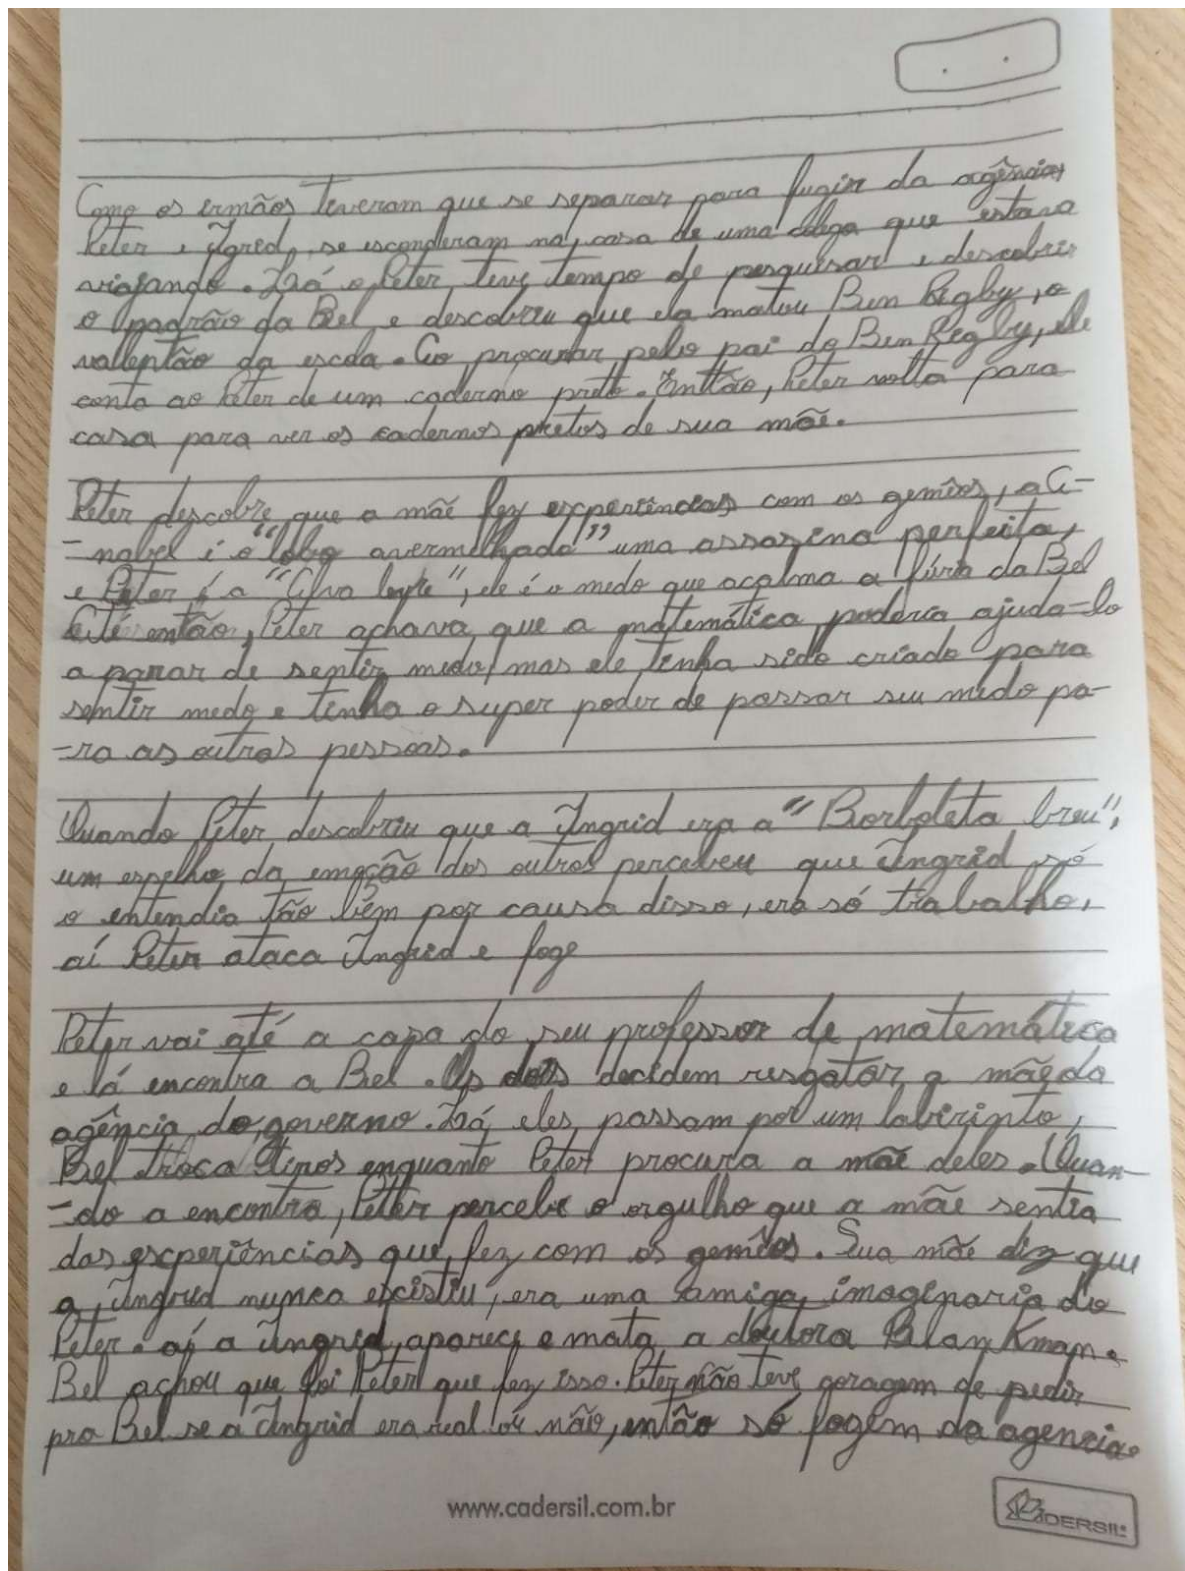 Como os irmãos tiveram que se separar para fugir da agência,
Peter e Igrid, se esconderam na, casa de uma colega que estava
viajando. Lá o Peter teve tempo de pesquisar e descobrir
o padrão da Bel e descobriu que ela matou Ben Rigby, o
vallentão da escola. Ao procurar pelo pai do Ben Rigby, ele
conta ao Peter de um caderno preto. Enttão, Peter volta para
casa para ver os cadernos pretos de sua mãe.
Peter descobre que a mãe fez experiências com os gemêos, a A-
-nabel é o "lobo avermelhado" uma assazina perfeita,
e Peter é a ele é o medo que acalma a fúria da Bel
Até então, Peter achava que a matemática poderia ajuda-lo
a parar de sentir medo, mas ele tinha sido criado para
sentir medo e tinha o super poder de passar seu medo pa-
-ra as outras pessoas.
Quando Peter descobriu que a Ingrid era a "Borboleta breu",
um espelho da emoção dos outros percebeu que Ingrid só
o entendia tão bem por causa disso, era só trabalho,
aí Peter ataca Ingrid e foge
Peter vai até a casa do seu professor de matemática
e lá encontra a Bel. Os dois decidem resgatar a mãe da
agência do governo. Lá, eles passam por um labirinto,
Bel troca tiros enquanto Peter procura a mãe deles. Quan-
-do a encontra, Peter percebe o orgulho que a mãe sentia
das experiências que fez com os gemêos. Sua mãe diz que
a Ingrid nunca existiu, era uma amiga imaginaria do
Peter. aí a Ingrid aparece e mata a doutora Blankman.
Bel achou que foi Peter que fez isso. Peter não teve coragem de pedir
pra Bel se a Ingrid era real ou não, então só fogem da agencia.
www.cadersil.com.br
CADERSIL